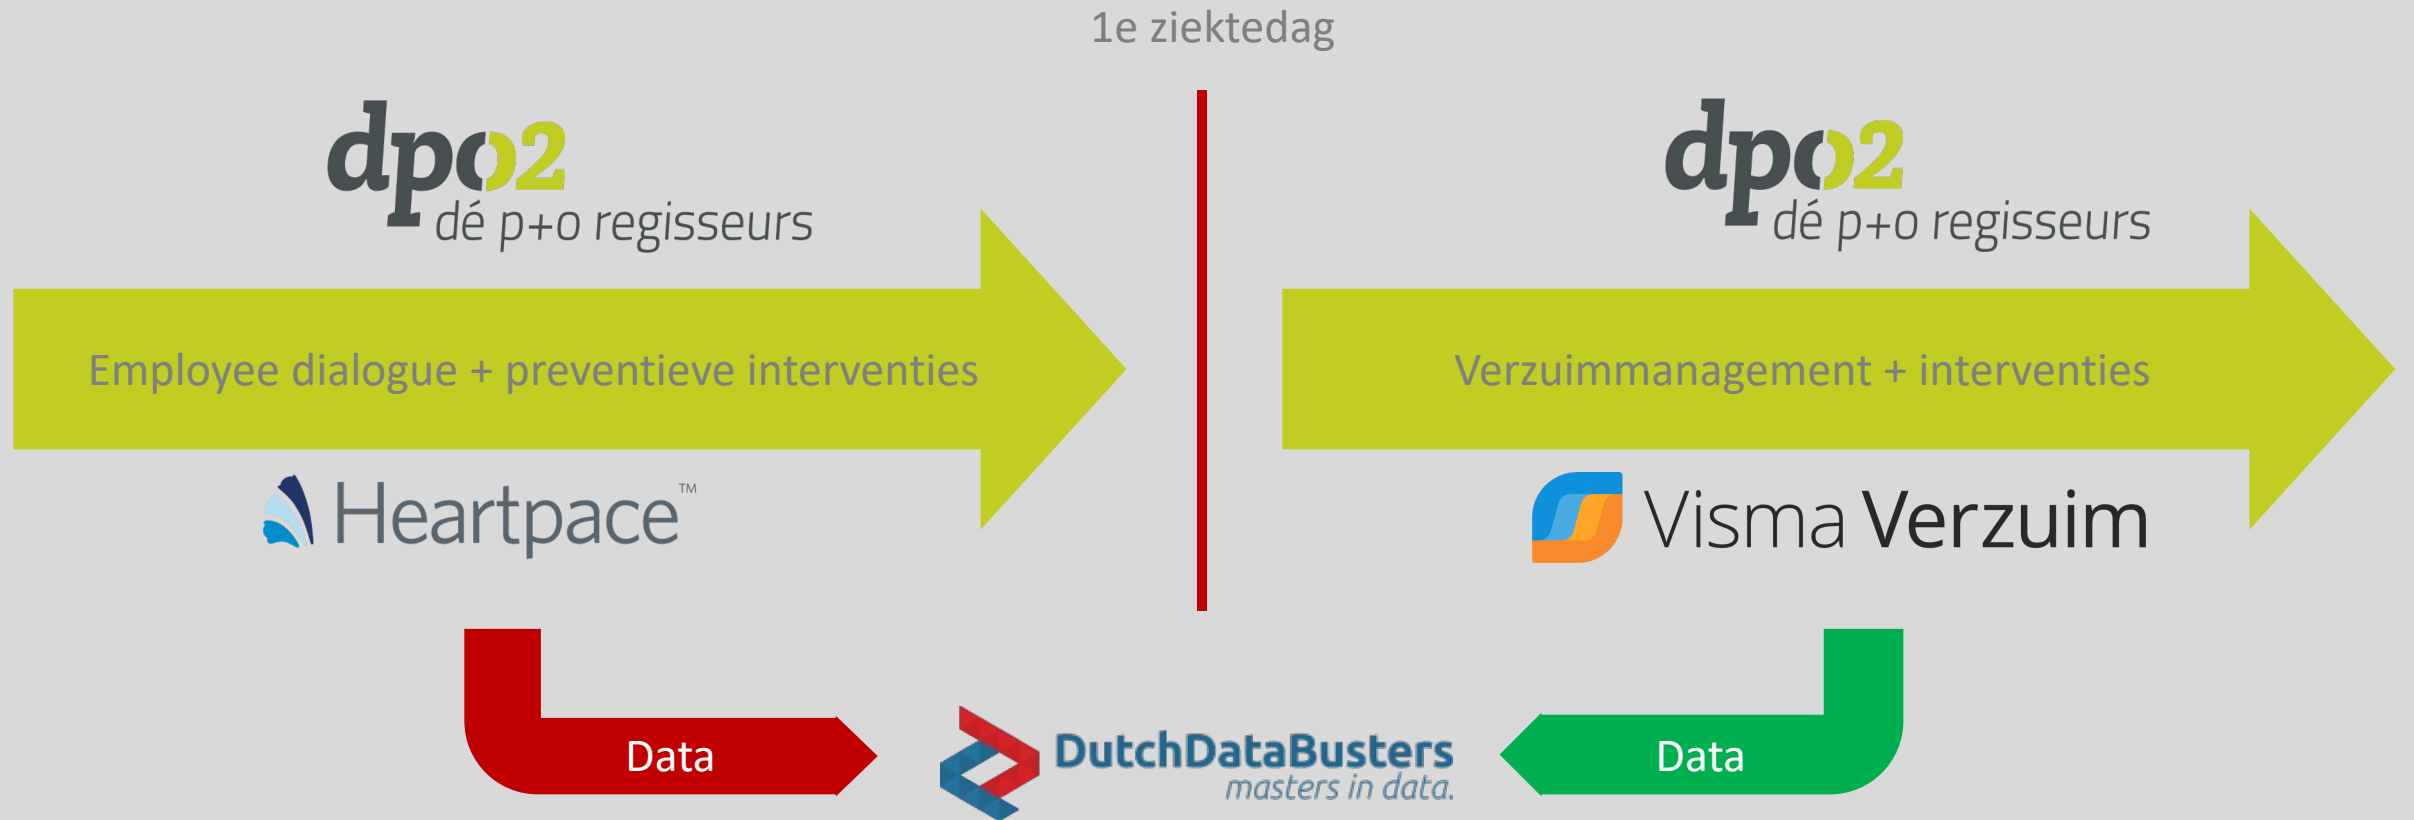 1e ziektedag
dpo2
dé p+o regisseurs
Employee dialogue + preventieve interventies
Heartpace™
dpo2
dé p+o regisseurs
Verzuimmanagement + interventies
Visma Verzuim
Data
DutchDataBusters
masters in data.
Data